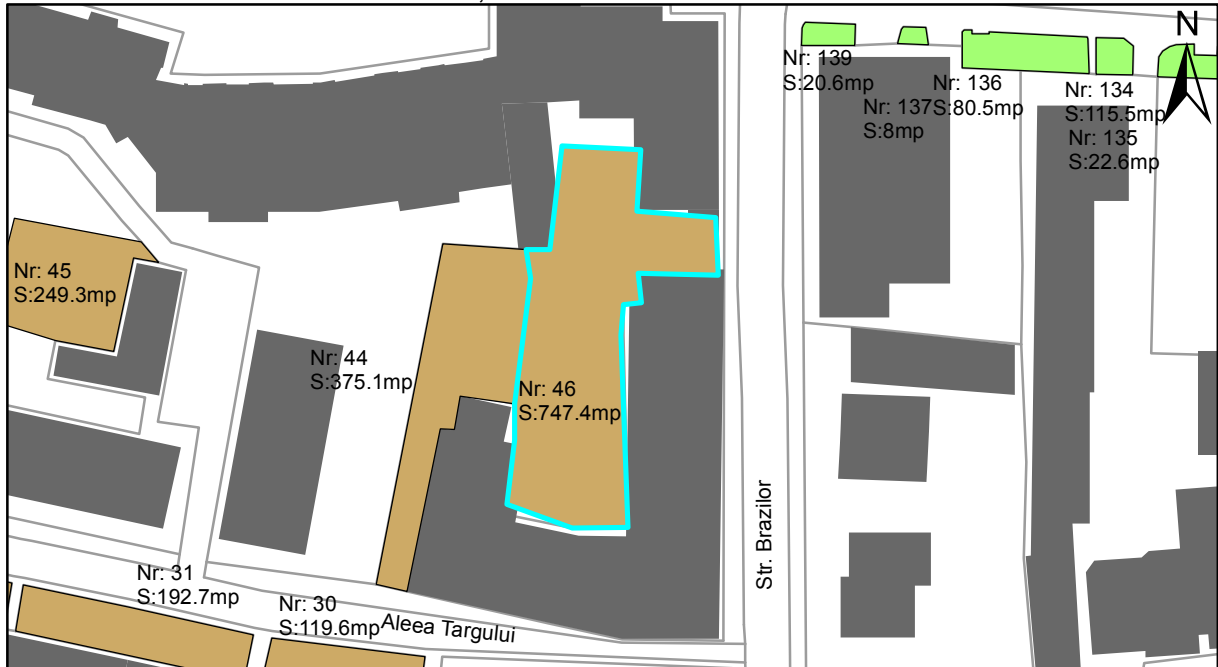 N
Nr: 139
S:20.6mp
Nr: 137
S:8mp
Nr: 136
S:80.5mp
Nr: 134
S:115.5mp
Nr: 135
S:22.6mp
Nr: 45
S:249.3mp
Nr: 44
S:375.1mp
Nr: 46
S:747.4mp
Str. Brazilor
Nr: 31
S:192.7mp
Nr: 30
S:119.6mp
Aleea Targului